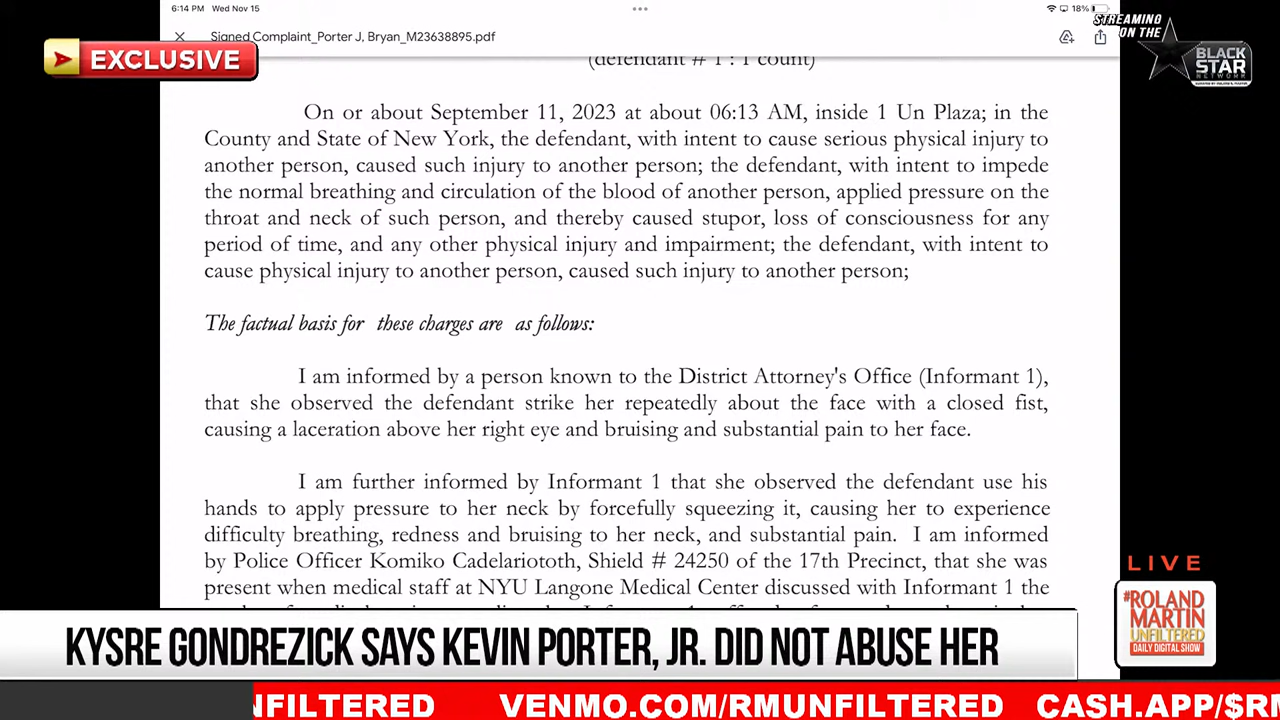 6:14 PM Wed Nov 15
18%
Signed Complaint_Porter J, Bryan_M23638895.pdf
EXCLUSIVE
STREAMING
ON THE
BLACK
STAR
NETWORK
(defendant # 1 : 1 count)
On or about September 11, 2023 at about 06:13 AM, inside 1 Un Plaza; in the
County and State of New York, the defendant, with intent to cause serious physical injury to
another person, caused such injury to another person; the defendant, with intent to impede
the normal breathing and circulation of the blood of another person, applied pressure on the
throat and neck of such person, and thereby caused stupor, loss of consciousness for any
period of time, and any other physical injury and impairment; the defendant, with intent to
cause physical injury to another person, caused such injury to another person;
The factual basis for these charges are as follows:
I am informed by a person known to the District Attorney's Office (Informant 1),
that she observed the defendant strike her repeatedly about the face with a closed fist,
causing a laceration above her right eye and bruising and substantial pain to her face.
I am further informed by Informant 1 that she observed the defendant use his
hands to apply pressure to her neck by forcefully squeezing it, causing her to experience
difficulty breathing, redness and bruising to her neck, and substantial pain. I am informed
by Police Officer Komiko Cadelariototh, Shield # 24250 of the 17th Precinct, that she was
present when medical staff at NYU Langone Medical Center discussed with Informant 1 the
LIVE
#ROLAND
MARTIN
UNFILTERED
DAILY DIGITAL SHOW
KYSRE GONDREZICK SAYS KEVIN PORTER, JR. DID NOT ABUSE HER
NFILTERED VENMO.COM/RMUNFILTERED CASH.APP/$R